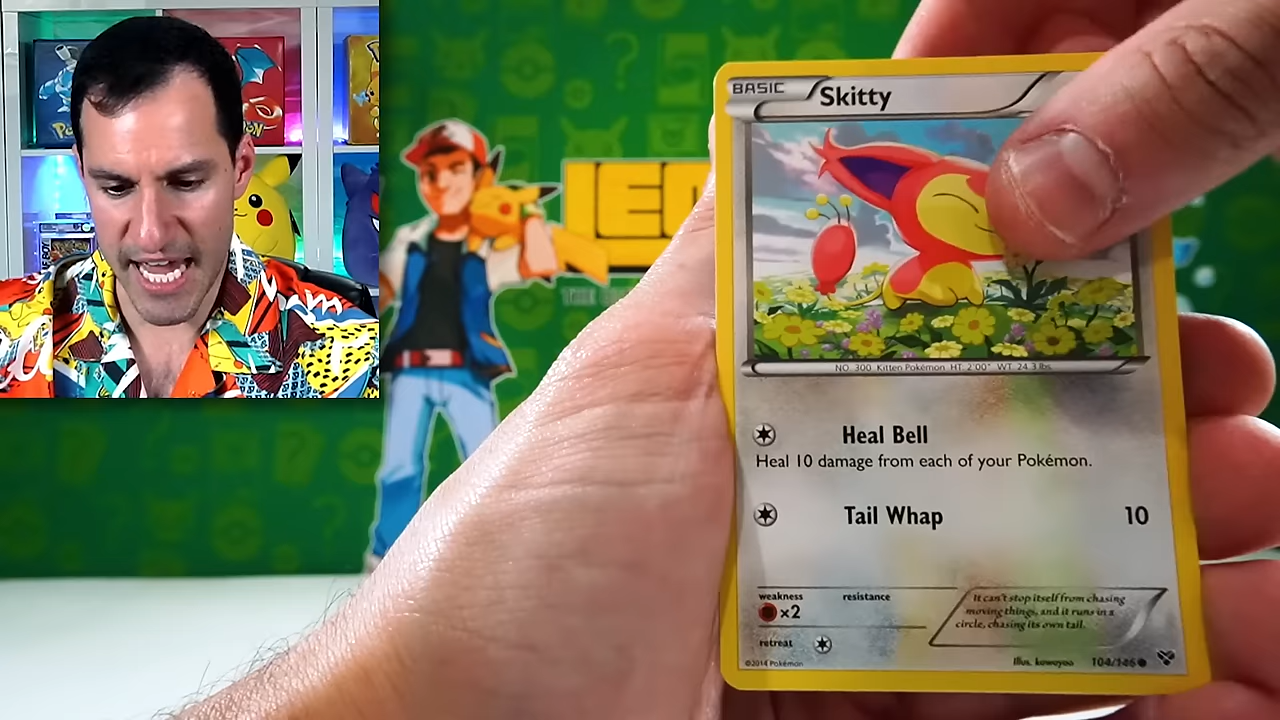 BASIC
Skitty
NO. 300 Kitten Pokémon HT: 2'00" WT: 24.3 lbs.
Heal Bell
Heal 10 damage from each of your Pokémon.
Tail Whap 10
weakness resistance
×2
retreat
It can't stop itself from chasing
moving things, and it runs in a
circle, chasing its own tail.
©2014 Pokémon
Illus. kawayoo 104/146